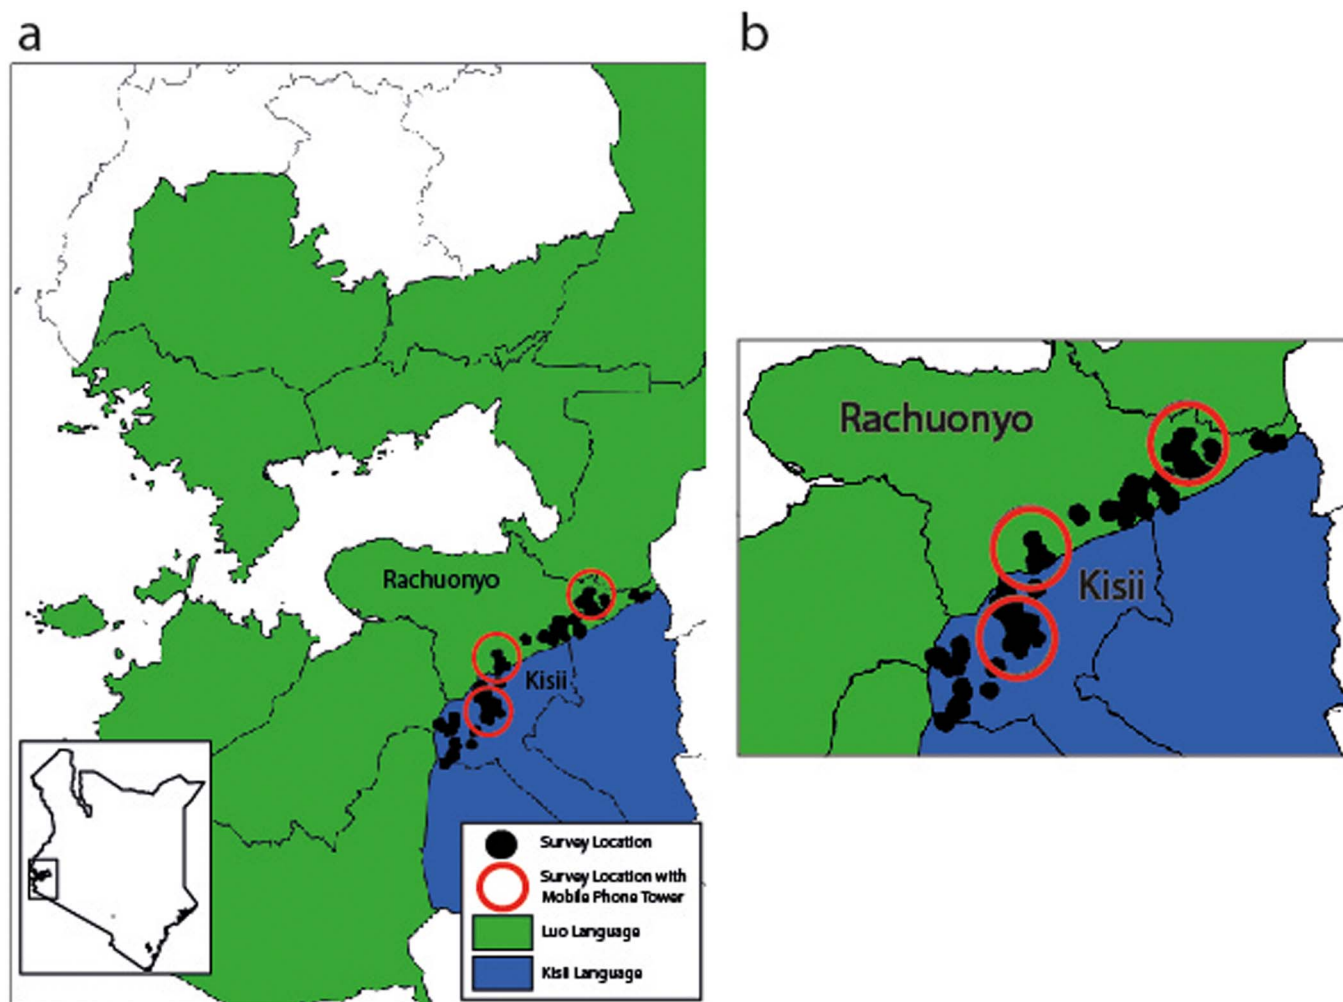 a
b
Rachuonyo
Kisii
Survey Location
Survey Location with
Mobile Phone Tower
Luo Language
Kisii Language
Rachuonyo
Kisii